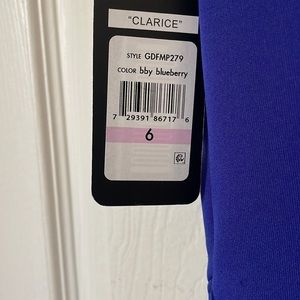 "CLARICE"
STYLE GDFMP279
COLOR bby blueberry
7 29391 86717 6
6